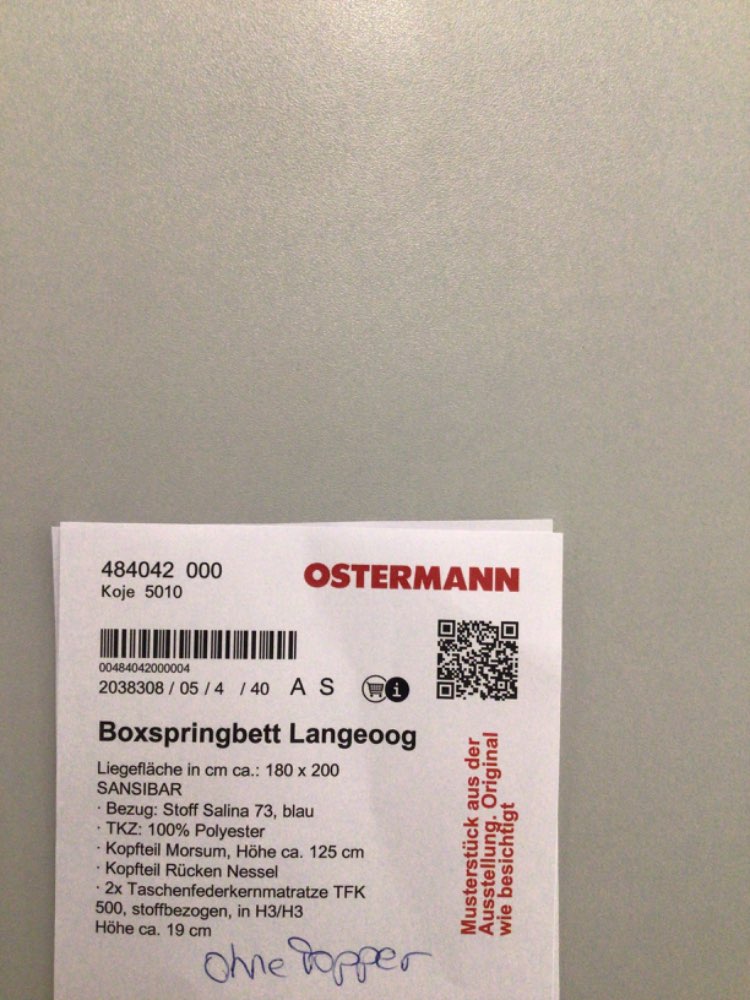 484042 000
Koje 5010
OSTERMANN
00484042000004
2038308 / 05 / 4 / 40 A S
Boxspringbett Langeoog
Liegefläche in cm ca.: 180 x 200
SANSIBAR
· Bezug: Stoff Salina 73, blau
· TKZ: 100% Polyester
· Kopfteil Morsum, Höhe ca. 125 cm
· Kopfteil Rücken Nessel
· 2x Taschenfederkernmatratze TFK
500, stoffbezogen, in H3/H3
Höhe ca. 19 cm
ohne Topper
Musterstück aus der
Ausstellung. Original
wie besichtigt